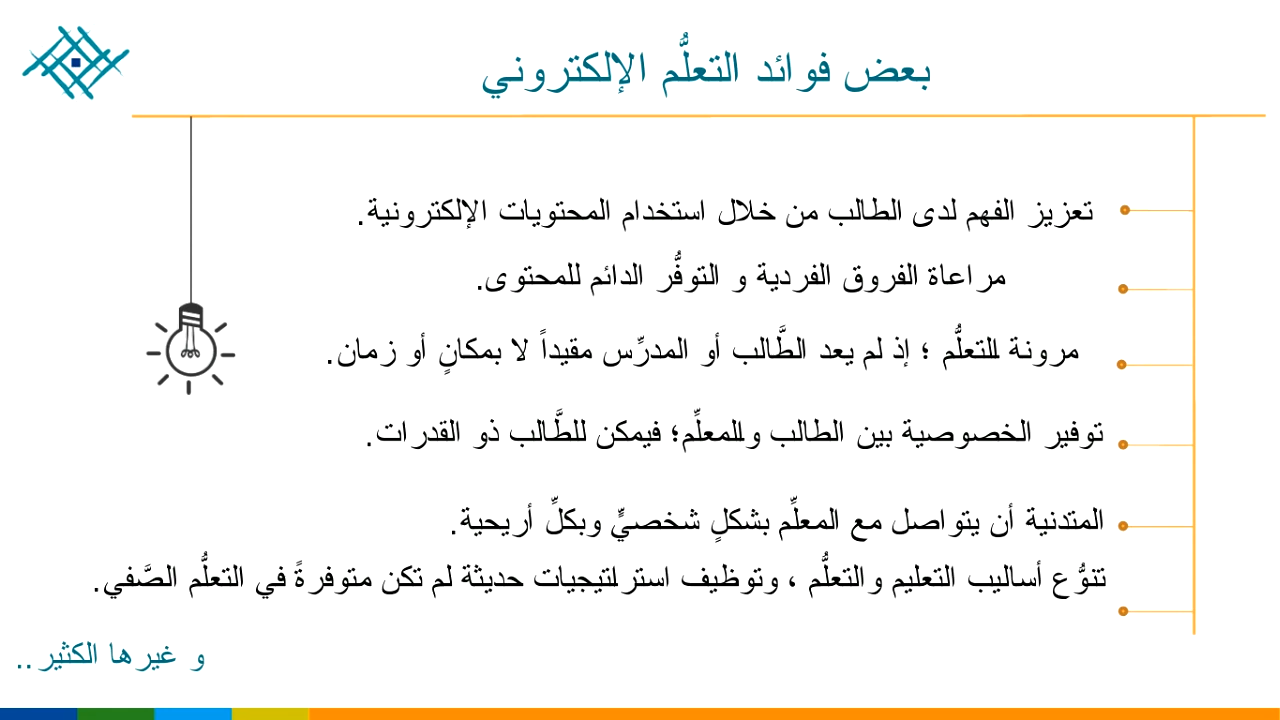 بعض فوائد التعلُّم الإلكتروني
تعزيز الفهم لدى الطالب من خلال استخدام المحتويات الإلكترونية.
مراعاة الفروق الفردية و التوفُّر الدائم للمحتوى.
مرونة للتعلُّم ؛ إذ لم يعد الطَّالب أو المدرِّس مقيداً لا بمكانٍ أو زمان.
توفير الخصوصية بين الطالب وللمعلِّم؛ فيمكن للطَّالب ذو القدرات.
المتدنية أن يتواصل مع المعلِّم بشكلٍ شخصيٍّ وبكلِّ أريحية.
تنوُّع أساليب التعليم والتعلُّم ، وتوظيف استرلتيجيات حديثة لم تكن متوفرةً في التعلُّم الصَّفي.
و غيرها الكثير..